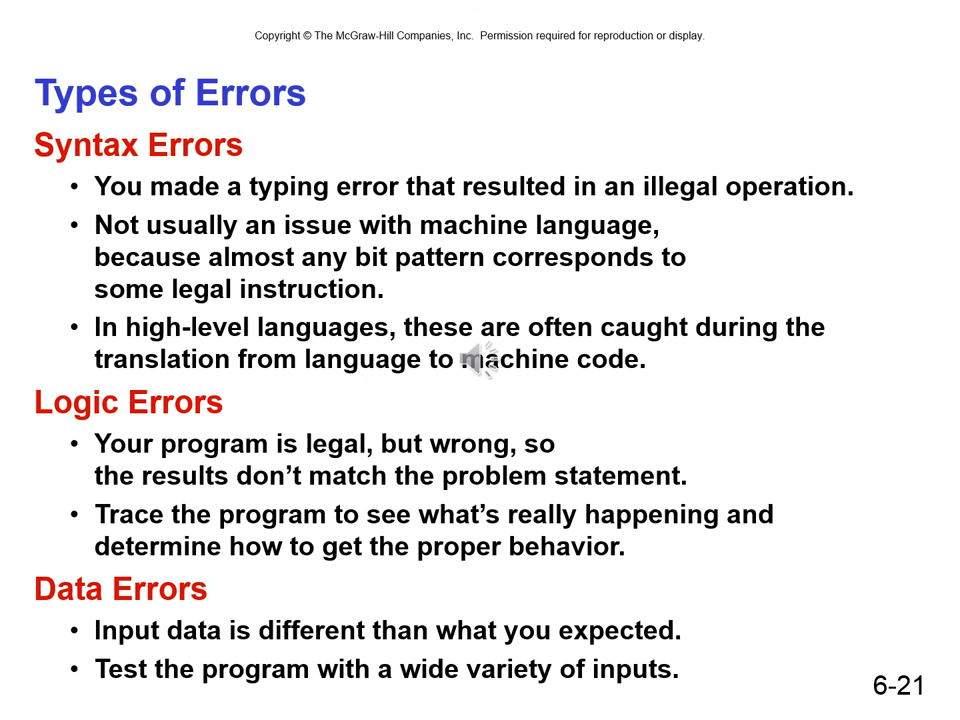 Copyright © The McGraw-Hill Companies, Inc.  Permission required for reproduction or display.
Types of Errors
Syntax Errors
• You made a typing error that resulted in an illegal operation.
• Not usually an issue with machine language,
because almost any bit pattern corresponds to
some legal instruction.
• In high-level languages, these are often caught during the
translation from language to machine code.
Logic Errors
• Your program is legal, but wrong, so
the results don’t match the problem statement.
• Trace the program to see what’s really happening and
determine how to get the proper behavior.
Data Errors
• Input data is different than what you expected.
• Test the program with a wide variety of inputs.
6-21